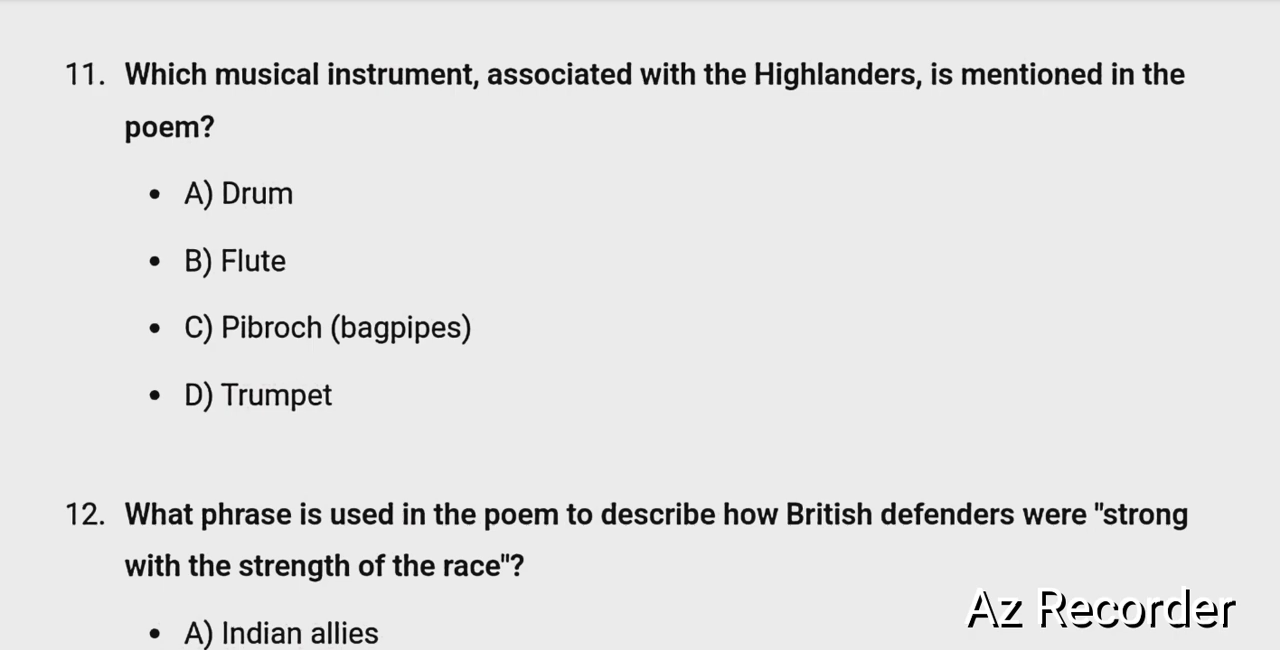 11. Which musical instrument, associated with the Highlanders, is mentioned in the
poem?
• A) Drum
• B) Flute
• C) Pibroch (bagpipes)
• D) Trumpet
12. What phrase is used in the poem to describe how British defenders were "strong
with the strength of the race"?
• A) Indian allies
Az Recorder